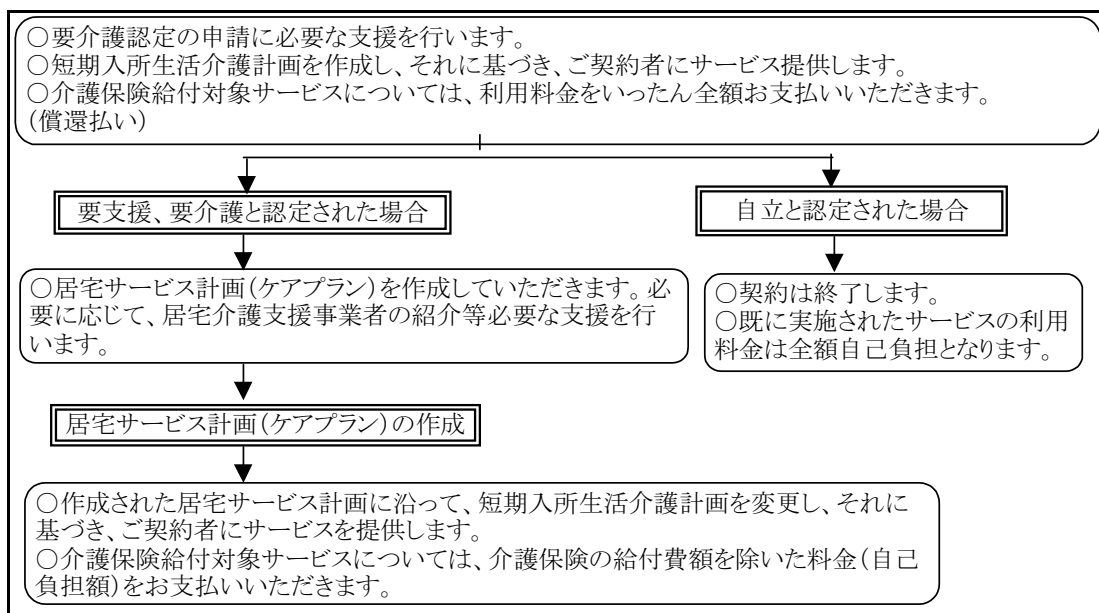 ○要介護認定の申請に必要な支援を行います。
○短期入所生活介護計画を作成し、それに基づき、ご契約者にサービス提供します。
○介護保険給付対象サービスについては、利用料金をいったん全額お支払いいただきます。
(償還払い)
要支援、要介護と認定された場合
自立と認定された場合
○居宅サービス計画(ケアプラン)を作成していただきます。必
要に応じて、居宅介護支援事業者の紹介等必要な支援を行
います。
○契約は終了します。
○既に実施されたサービスの利用
料金は全額自己負担となります。
居宅サービス計画(ケアプラン)の作成
○作成された居宅サービス計画に沿って、短期入所生活介護計画を変更し、それに
基づき、ご契約者にサービスを提供します。
○介護保険給付対象サービスについては、介護保険の給付費額を除いた料金(自己
負担額)をお支払いいただきます。